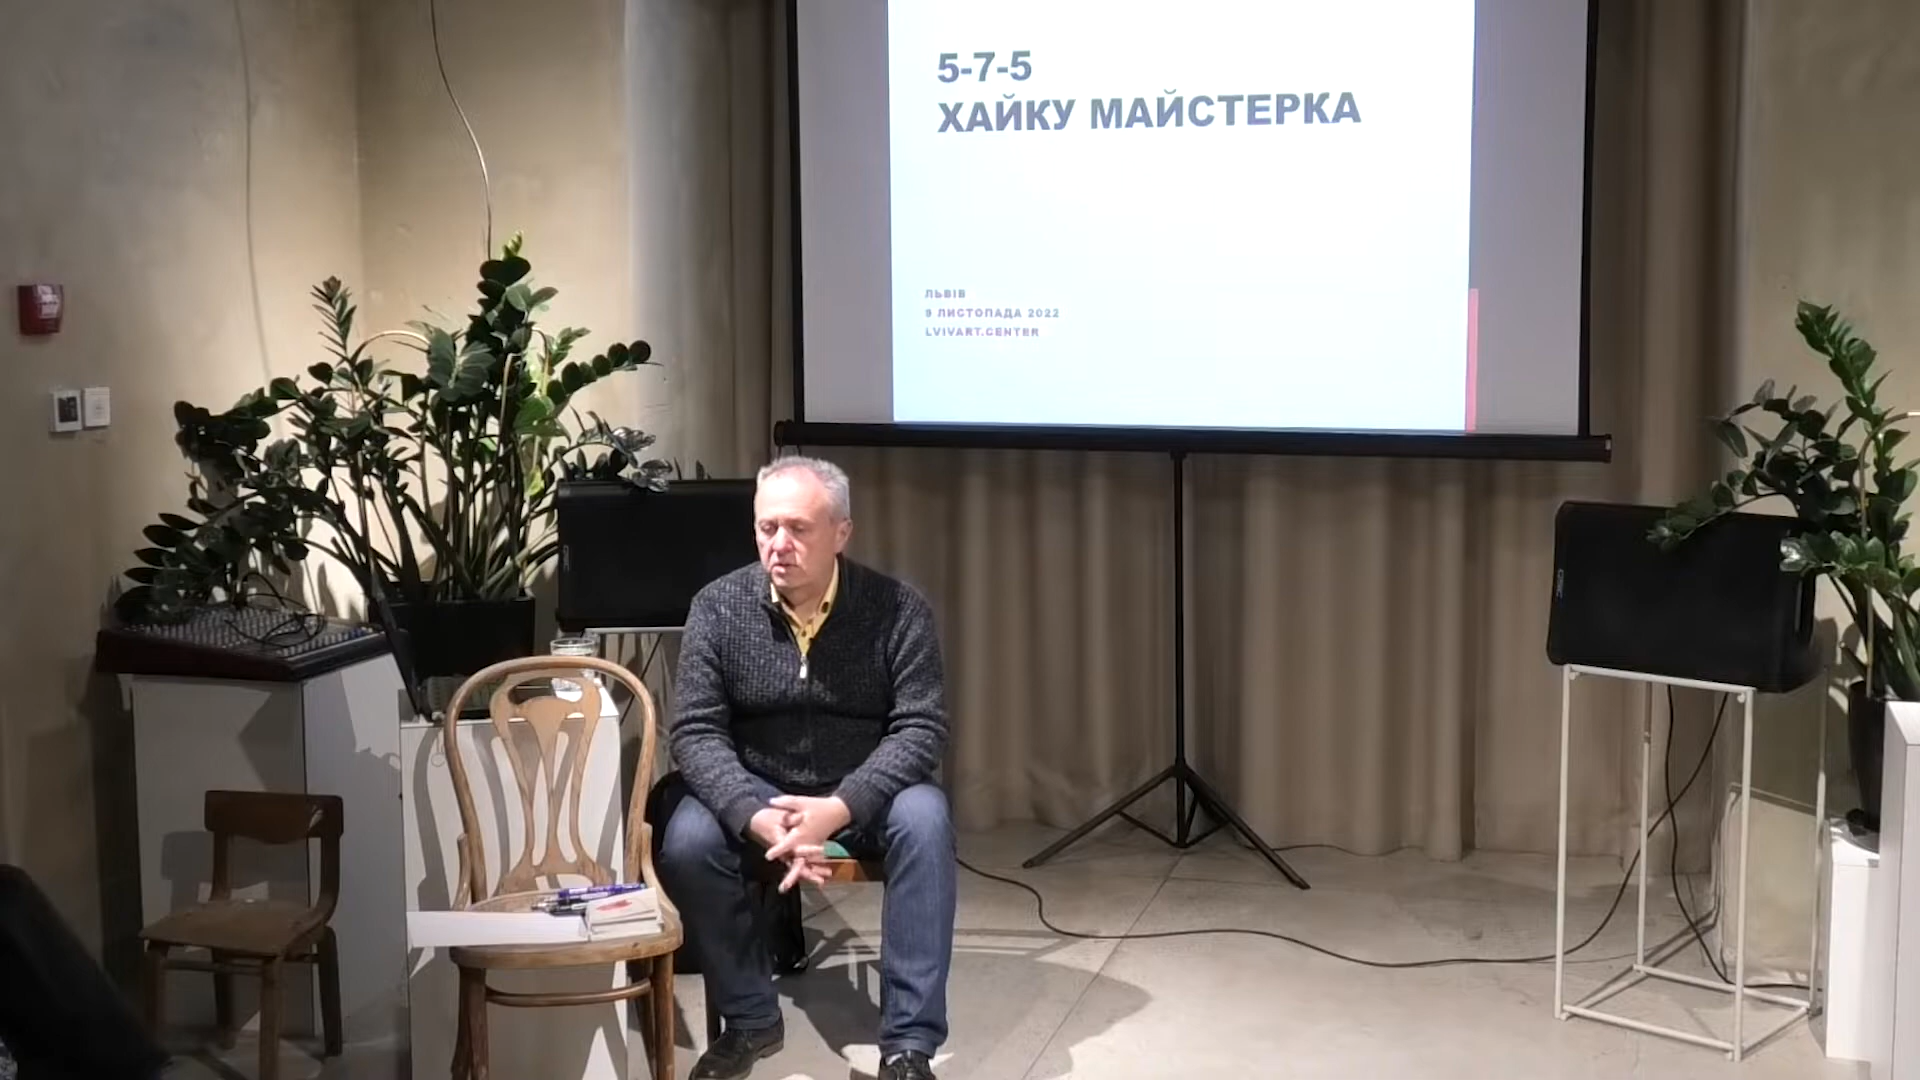 5-7-5
ХАЙКУ МАЙСТЕРКА
ЛЬВІВ
9 ЛИСТОПАДА 2022
LVIVART.CENTER